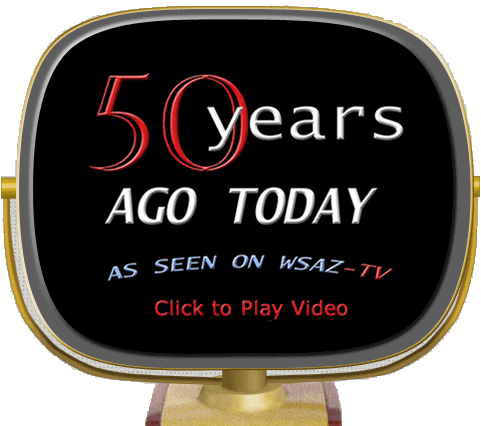 50 years
AGO TODAY
AS SEEN ON WSAZ-TV
Click to Play Video